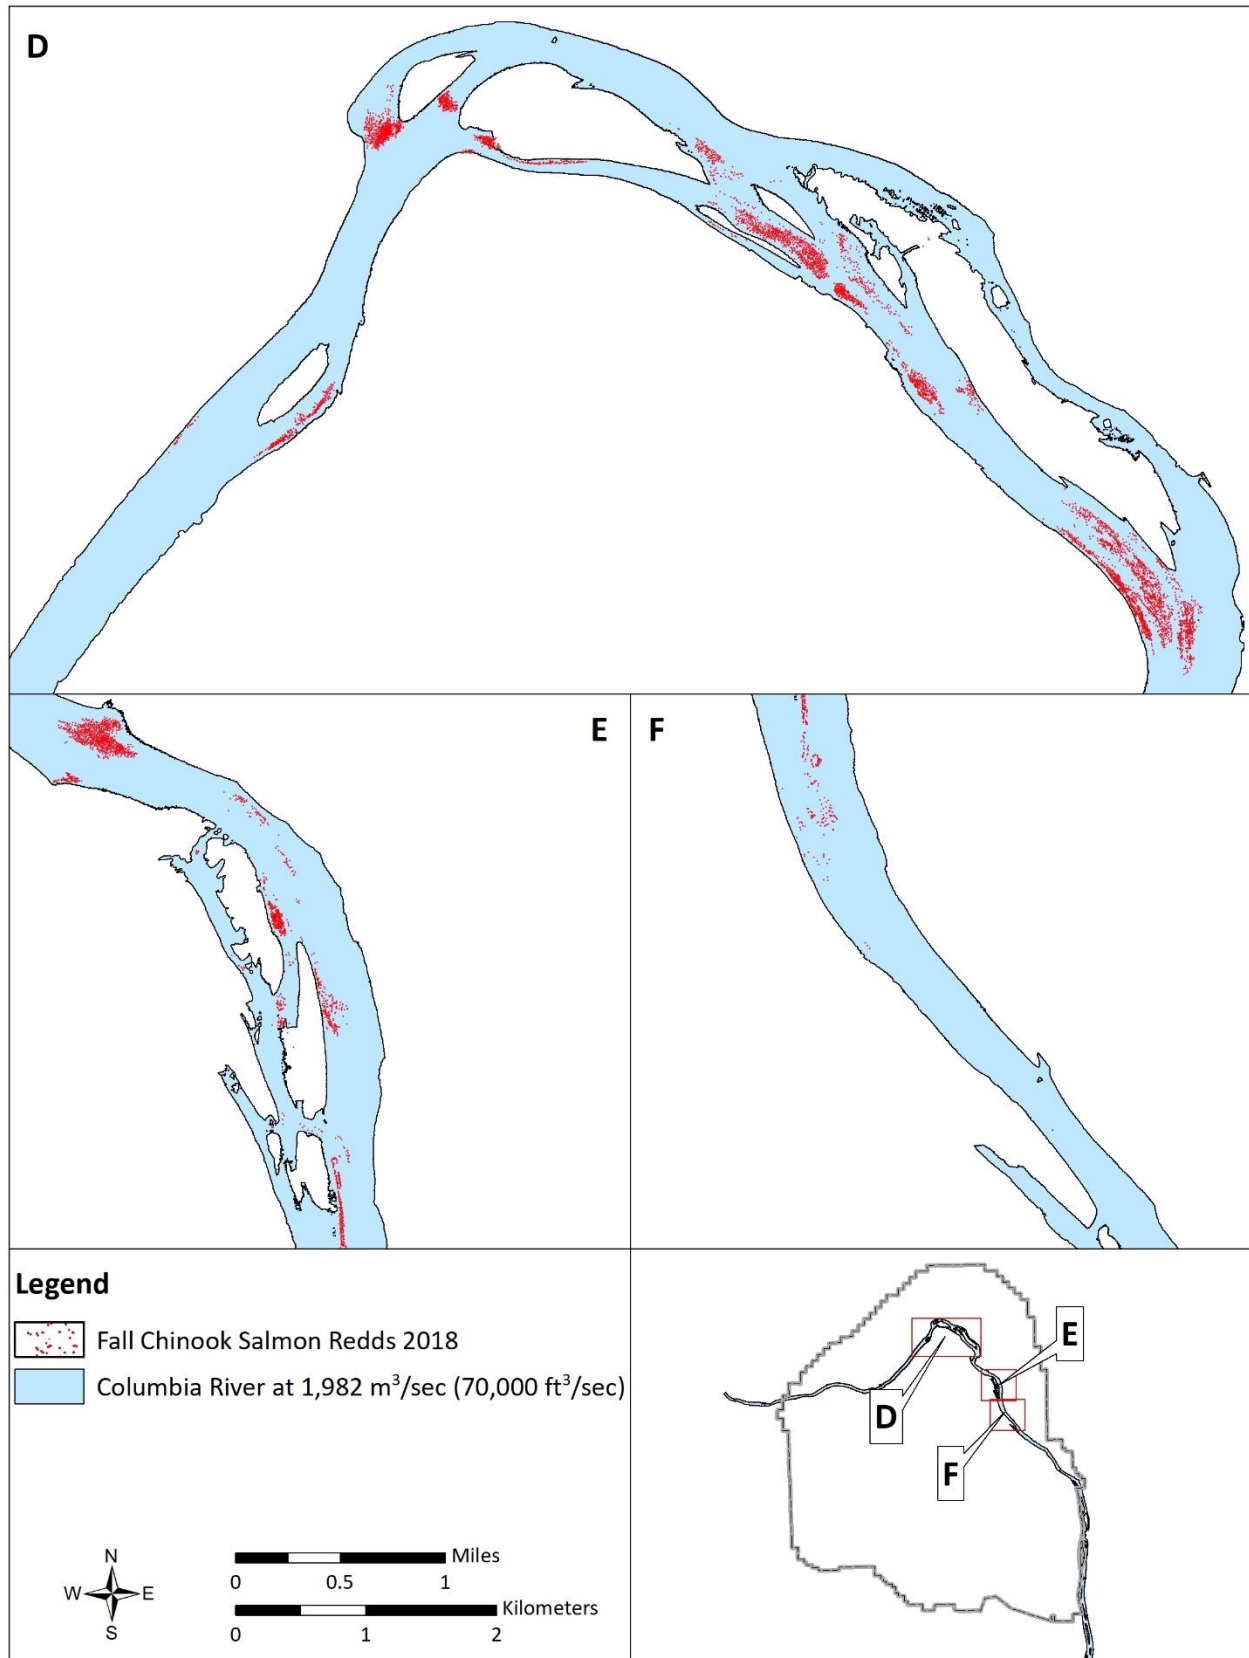 D
E
F
Legend
Fall Chinook Salmon Redds 2018
Columbia River at 1,982 m³/sec (70,000 ft³/sec)
N
W E
S
Miles
0 0.5 1
Kilometers
0 1 2
E
D
F